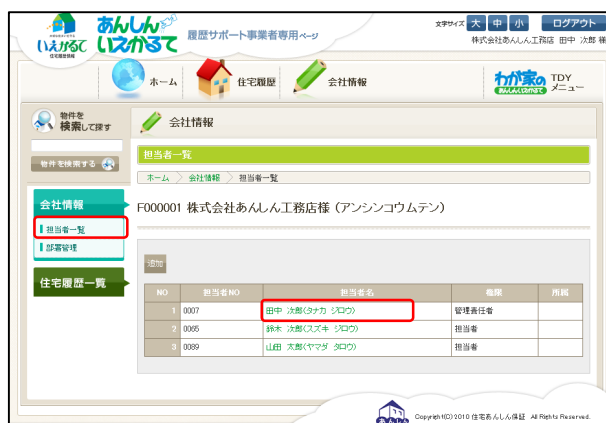 いえかるて
住宅履歴情報
あんしん
いえかるて
履歴サポート事業者専用ページ
文字サイズ 大 中 小 ログアウト
株式会社あんしん工務店 田中 次郎 様
ホーム
住宅履歴
会社情報
わが家の
TDY
メニュー
物件を
検索して探す
物件を検索する
会社情報
担当者一覧
部署管理
住宅履歴一覧
会社情報
担当者一覧
ホーム 〉 会社情報 〉 担当者一覧
F000001 株式会社あんしん工務店様 (アンシンコウムテン)
追加
NO 担当者NO 担当者名 権限 所属
1 0007 田中 次郎(タナカ ジロウ) 管理責任者
2 0065 鈴木 次郎(スズキ ジロウ) 担当者
3 0089 山田 太郎(ヤマダ タロウ) 担当者
あんしん
Copyright(C)2010 住宅あんしん保証 All Rights Reserved.